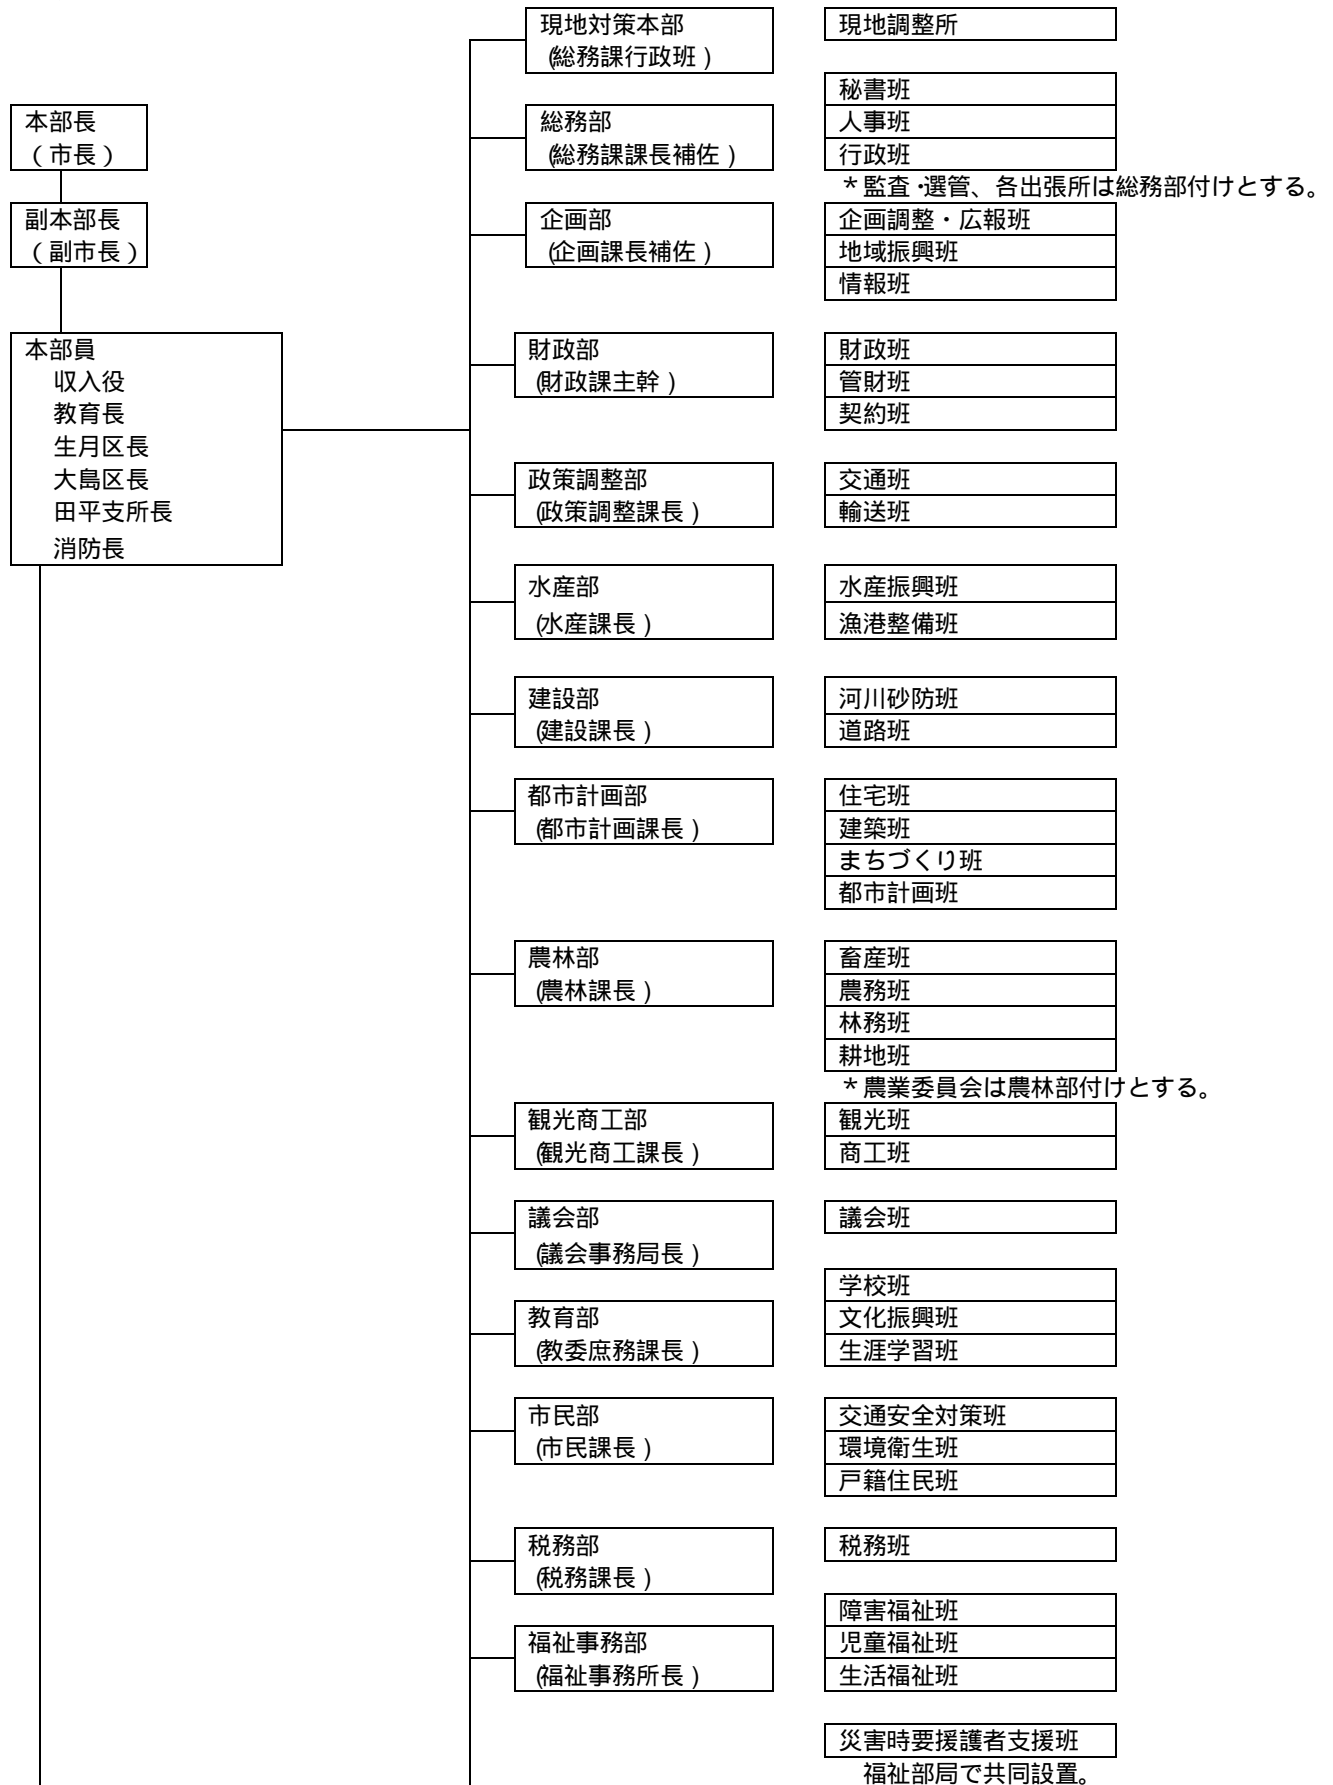 本部長
(市長)
副本部長
(副市長)
本部員
収入役
教育長
生月区長
大島区長
田平支所長
消防長
現地対策本部
(総務課行政班)
現地調整所
総務部
(総務課課長補佐)
秘書班
人事班
行政班
*監査・選管、各出張所は総務部付けとする。
企画部
(企画課長補佐)
企画調整・広報班
地域振興班
情報班
財政部
(財政課主幹)
財政班
管財班
契約班
政策調整部
(政策調整課長)
交通班
輸送班
水産部
(水産課長)
水産振興班
漁港整備班
建設部
(建設課長)
河川砂防班
道路班
都市計画部
(都市計画課長)
住宅班
建築班
まちづくり班
都市計画班
農林部
(農林課長)
畜産班
農務班
林務班
耕地班
*農業委員会は農林部付けとする。
観光商工部
(観光商工課長)
観光班
商工班
議会部
(議会事務局長)
議会班
教育部
(教委庶務課長)
学校班
文化振興班
生涯学習班
市民部
(市民課長)
交通安全対策班
環境衛生班
戸籍住民班
税務部
(税務課長)
税務班
福祉事務部
(福祉事務所長)
障害福祉班
児童福祉班
生活福祉班
災害時要援護者支援班
福祉部局で共同設置。